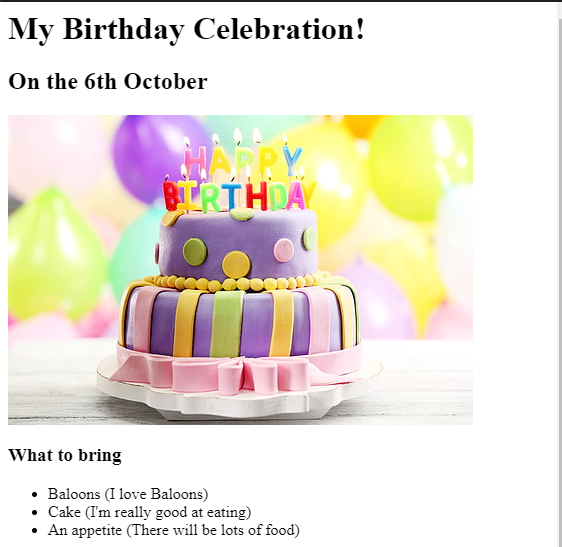 My Birthday Celebration!
On the 6th October
HAPPY
BIRTHDAY
What to bring
Baloons (I love Baloons)
Cake (I'm really good at eating)
An appetite (There will be lots of food)